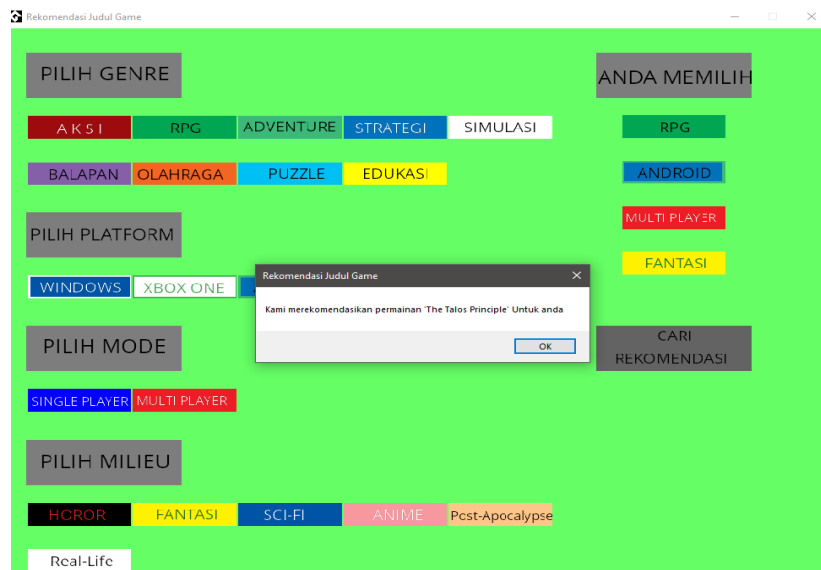 Rekomendasi Judul Game
PILIH GENRE
ANDA MEMILIH
AKSI RPG ADVENTURE STRATEGI SIMULASI
RPG
BALAPAN OLAHRAGA PUZZLE EDUKASI
ANDROID
PILIH PLATFORM
MULTI PLAYER
FANTASI
WINDOWS XBOX ONE
Rekomendasi Judul Game
Kami merekomendasikan permainan 'The Talos Principle' Untuk anda
OK
PILIH MODE
CARI
REKOMENDASI
SINGLE PLAYER MULTI PLAYER
PILIH MILIEU
HOROR FANTASI SCI-FI ANIME Post-Apocalypse
Real-Life